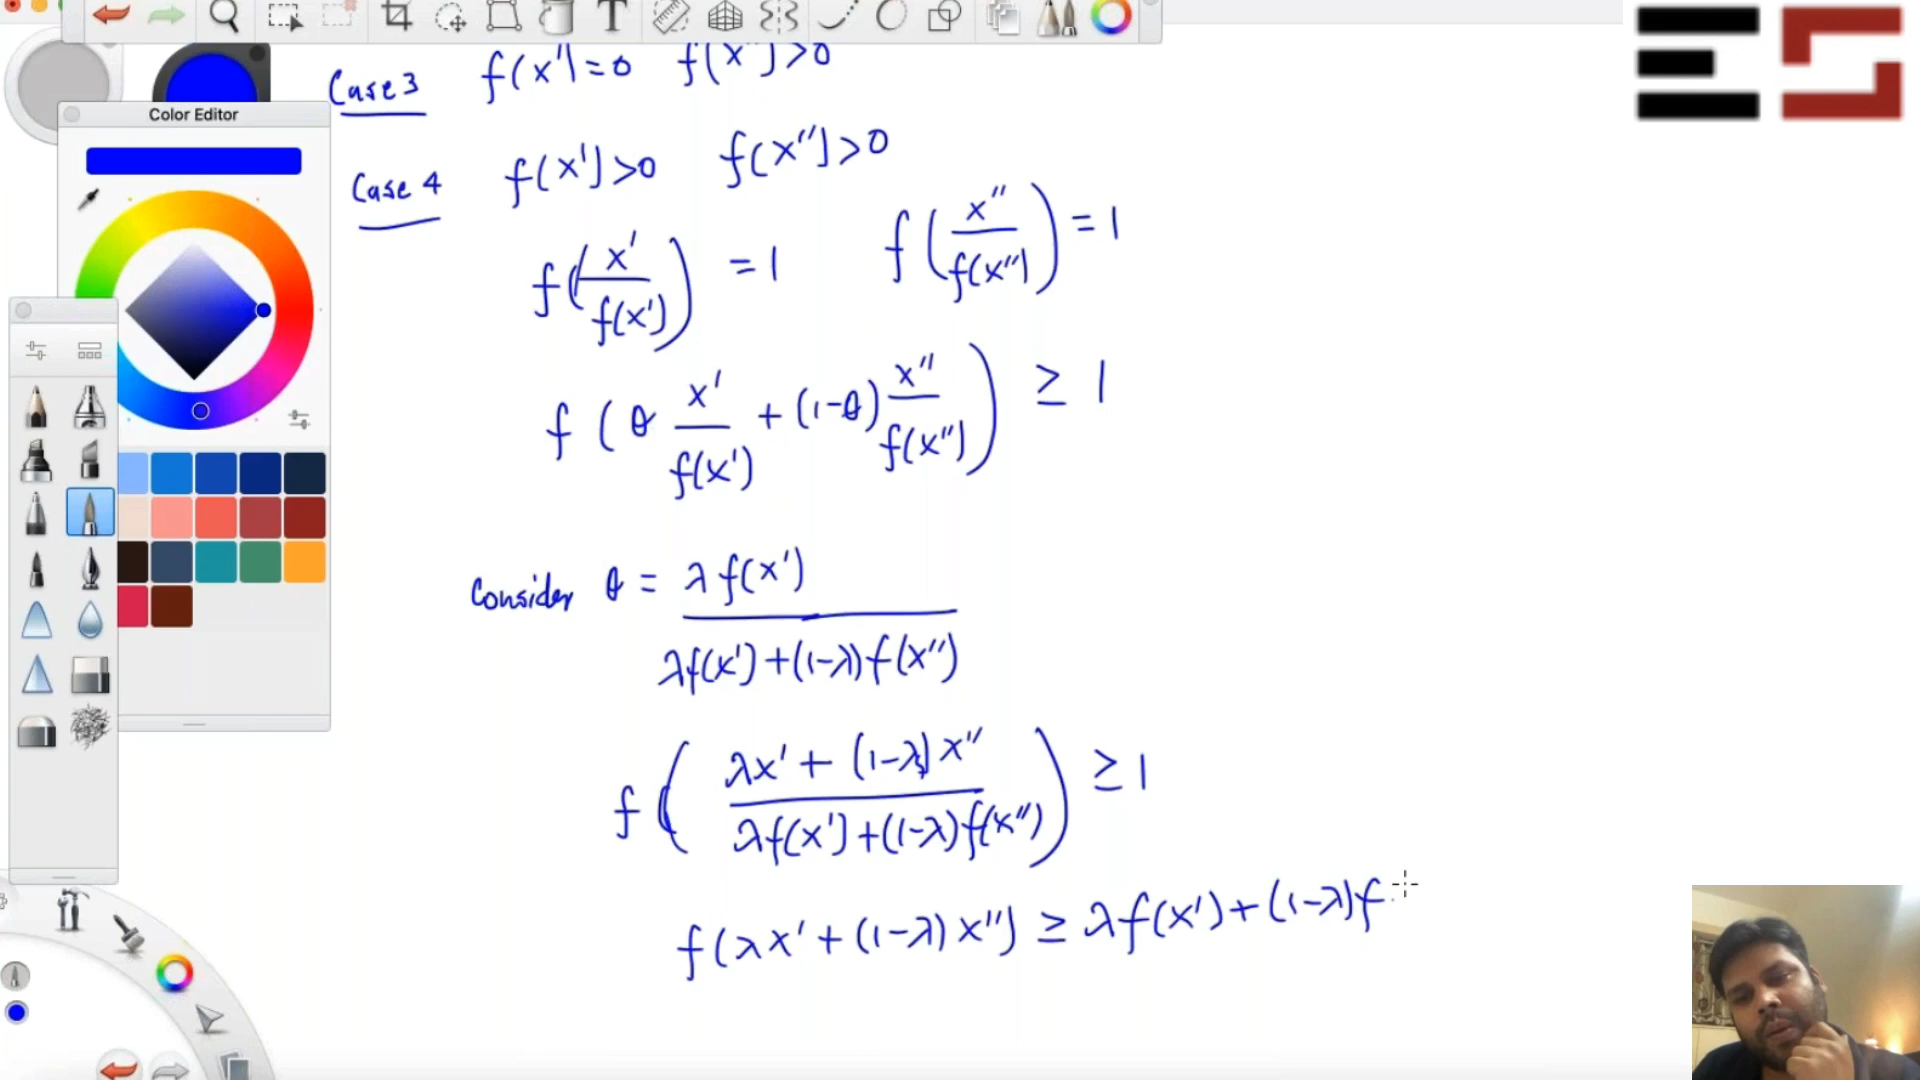 Color Editor
Case 3 f(x')=0 f(x'')>0
Case 4 f(x')>0 f(x'')>0
f(x'/f(x')) = 1 f(x''/f(x'')) = 1
f(θ x'/f(x') + (1-θ) x''/f(x'')) ≥ 1
Consider θ = λf(x') / λf(x')+(1-λ)f(x'')
f(λx' + (1-λ)x'' / λf(x')+(1-λ)f(x'')) ≥ 1
f(λx' + (1-λ)x'') ≥ λf(x')+(1-λ)f
ES